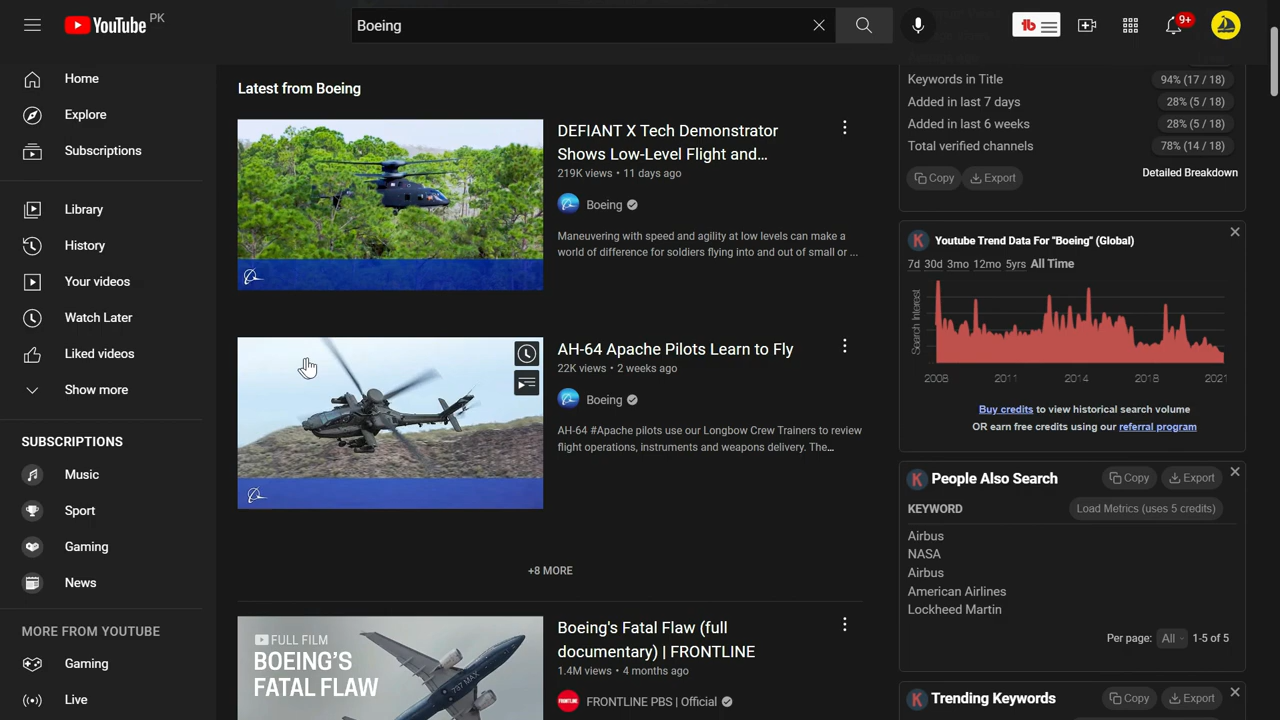 YouTube PK
Boeing
tb
9+
Home
Explore
Subscriptions
Library
History
Your videos
Watch Later
Liked videos
Show more
SUBSCRIPTIONS
Music
Sport
Gaming
News
MORE FROM YOUTUBE
Gaming
Live
Latest from Boeing
DEFIANT X Tech Demonstrator
Shows Low-Level Flight and...
219K views • 11 days ago
Boeing
Maneuvering with speed and agility at low levels can make a
world of difference for soldiers flying into and out of small or ...
AH-64 Apache Pilots Learn to Fly
22K views • 2 weeks ago
Boeing
AH-64 #Apache pilots use our Longbow Crew Trainers to review
flight operations, instruments and weapons delivery. The...
+8 MORE
FULL FILM
BOEING'S
FATAL FLAW
737 MAX
Boeing's Fatal Flaw (full
documentary) | FRONTLINE
1.4M views • 4 months ago
FRONTLINE
FRONTLINE PBS | Official
Keywords in Title 94% (17 / 18)
Added in last 7 days 28% (5 / 18)
Added in last 6 weeks 28% (5 / 18)
Total verified channels 78% (14 / 18)
Copy Export Detailed Breakdown
K Youtube Trend Data For "Boeing" (Global)
7d 30d 3mo 12mo 5yrs All Time
Search Interest
2008 2011 2014 2018 2021
Buy credits to view historical search volume
OR earn free credits using our referral program
K People Also Search Copy Export
KEYWORD Load Metrics (uses 5 credits)
Airbus
NASA
Airbus
American Airlines
Lockheed Martin
Per page: All 1-5 of 5
K Trending Keywords Copy Export